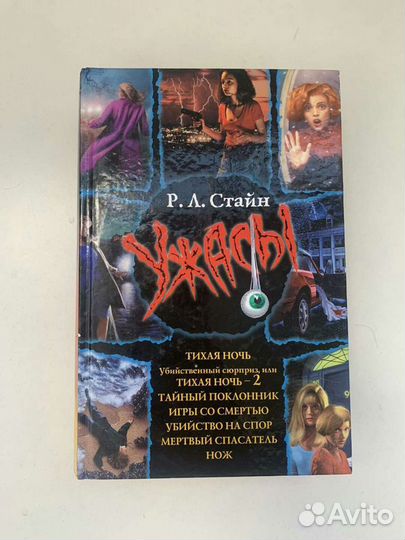 Р. Л. Стайн
УЖАСЫ
ТИХАЯ НОЧЬ
Убийственный сюрприз, или
ТИХАЯ НОЧЬ – 2
ТАЙНЫЙ ПОКЛОННИК
ИГРЫ СО СМЕРТЬЮ
УБИЙСТВО НА СПОР
МЕРТВЫЙ СПАСАТЕЛЬ
НОЖ
Avito